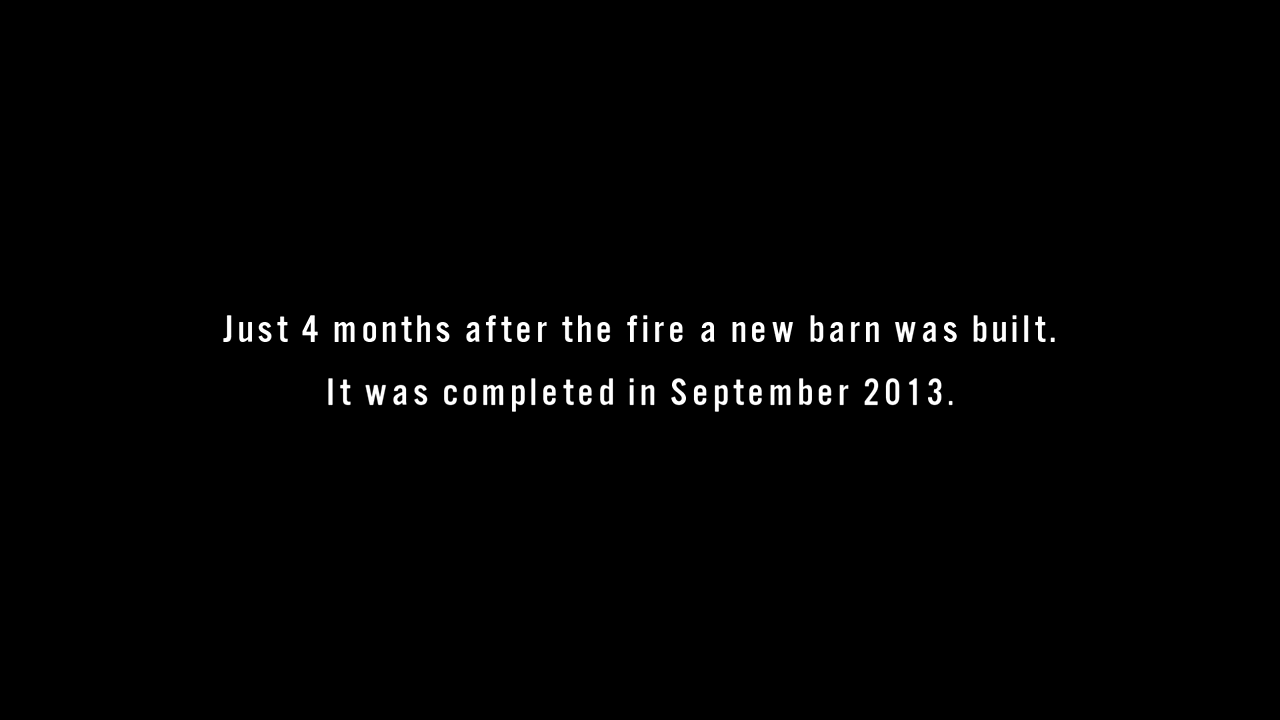 Just 4 months after the fire a new barn was built.
It was completed in September 2013.